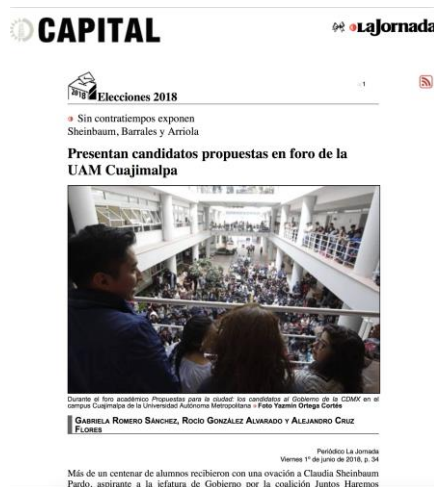 CAPITAL
La Jornada
2018
Elecciones 2018
1
Sin contratiempos exponen
Sheinbaum, Barrales y Arriola
Presentan candidatos propuestas en foro de la
UAM Cuajimalpa
Durante el foro académico Propuestas para la ciudad: los candidatos al Gobierno de la CDMX en el
campus Cuajimalpa de la Universidad Autónoma Metropolitana Foto Yazmín Ortega Cortés
GABRIELA ROMERO SÁNCHEZ, ROCÍO GONZÁLEZ ALVARADO Y ALEJANDRO CRUZ
FLORES
Periódico La Jornada
Viernes 1º de junio de 2018, p. 34
Más de un centenar de alumnos recibieron con una ovación a Claudia Sheinbaum
Pardo, aspirante a la jefatura de Gobierno por la coalición Juntos Haremos